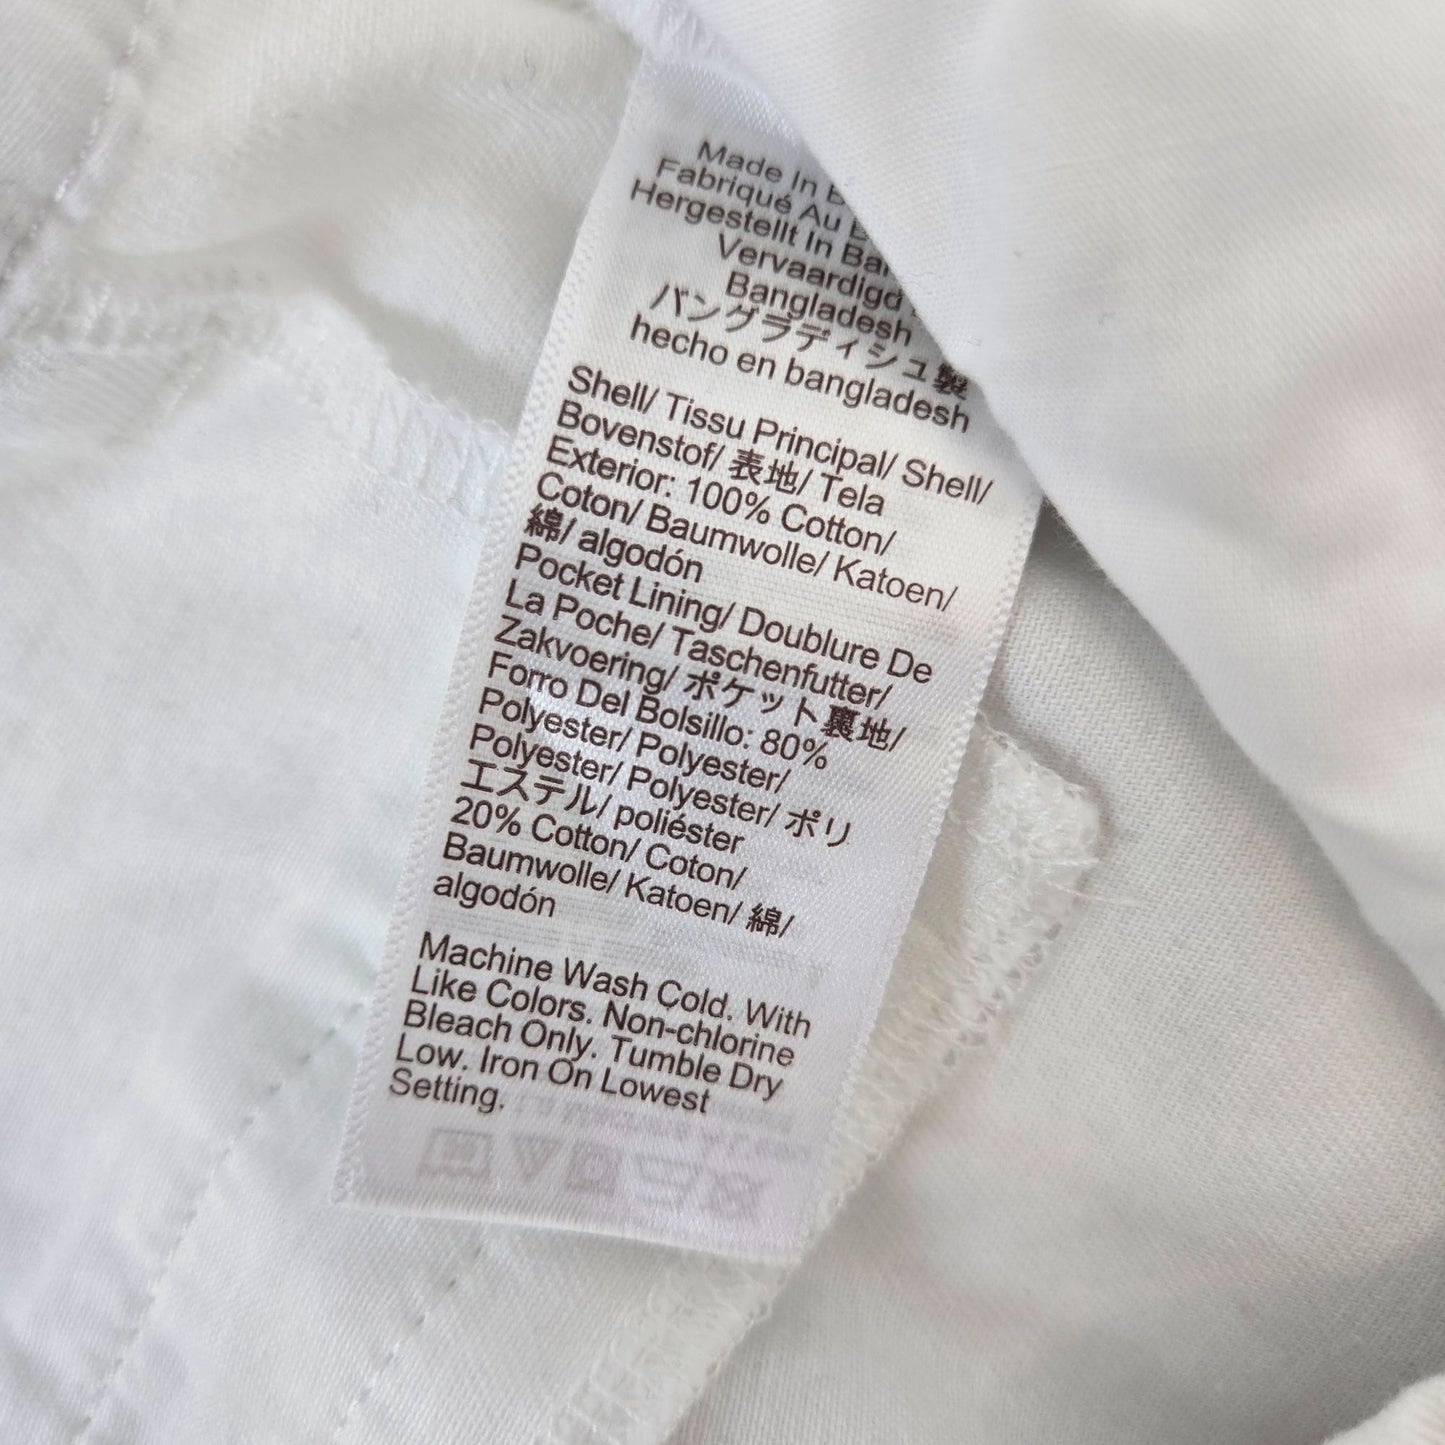 Made In
Fabriqué Au
Hergestellt In
Vervaardigd
Bangladesh
バングラディシュ製
hecho en bangladesh
Shell/ Tissu Principal/ Shell/
Bovenstof/ 表地/ Tela
Exterior: 100% Cotton/
Coton/ Baumwolle/ Katoen/
綿/ algodón
Pocket Lining/ Doublure De
La Poche/ Taschenfutter/
Zakvoering/ ポケット裏地/
Forro Del Bolsillo: 80%
Polyester/ Polyester/
Polyester/ Polyester/ ポリ
エステル/ poliéster
20% Cotton/ Coton/
Baumwolle/ Katoen/ 綿/
algodón
Machine Wash Cold. With
Like Colors. Non-chlorine
Bleach Only. Tumble Dry
Low. Iron On Lowest
Setting.